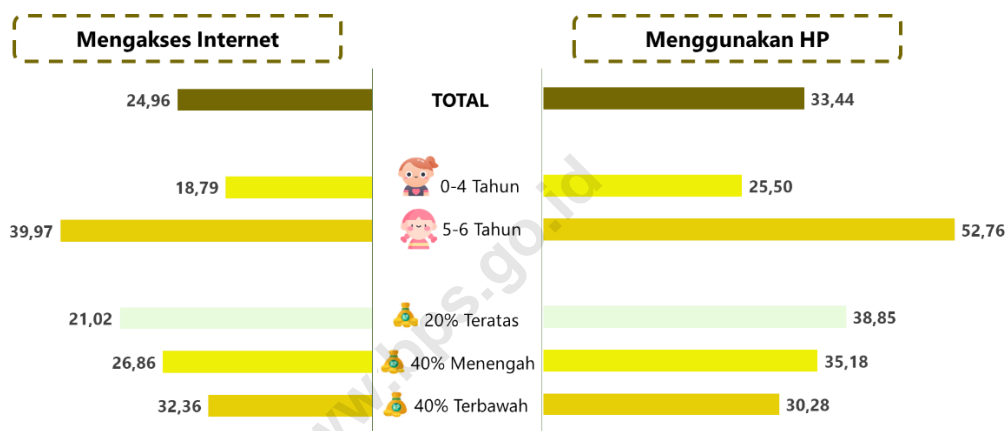 Mengakses Internet
Menggunakan HP
24,96 TOTAL 33,44
18,79 0-4 Tahun 25,50
39,97 5-6 Tahun 52,76
21,02 20% Teratas 38,85
26,86 40% Menengah 35,18
32,36 40% Terbawah 30,28
www.bps.go.id